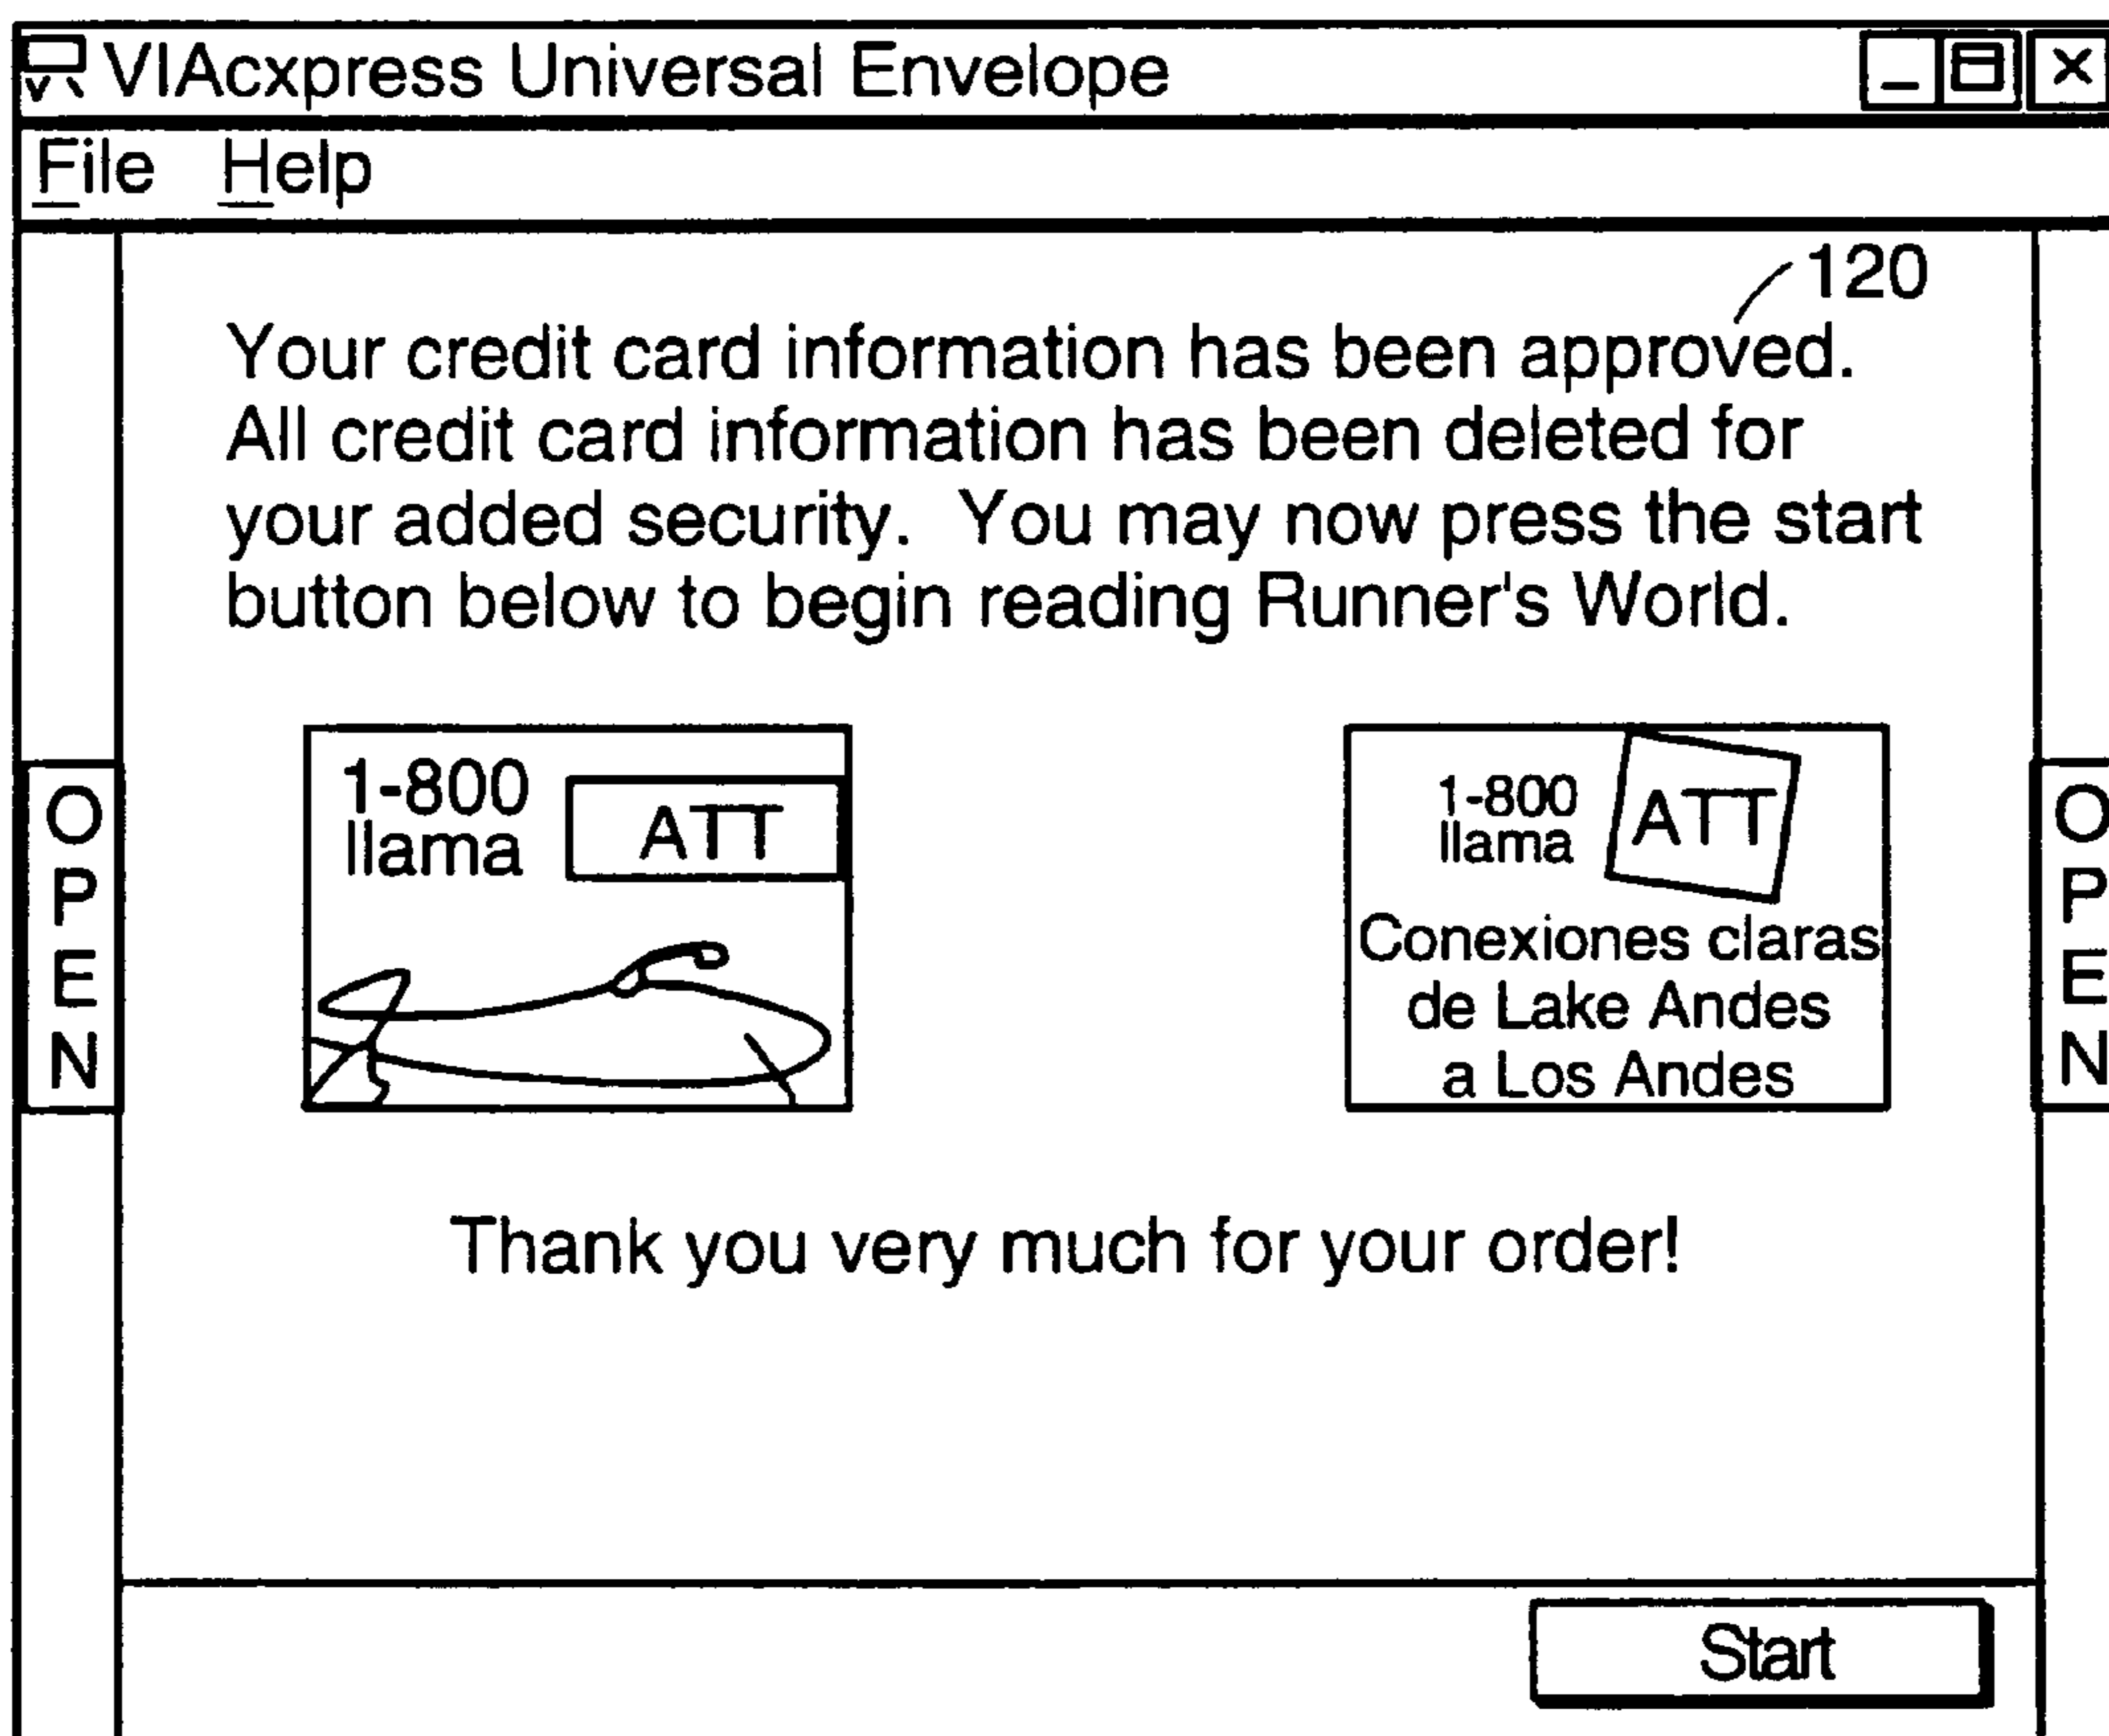 VIAcxpress Universal Envelope
File Help
120
Your credit card information has been approved.
All credit card information has been deleted for
your added security. You may now press the start
button below to begin reading Runner's World.
OPEN
1-800
llama
ATT
1-800
llama
ATT
Conexiones claras
de Lake Andes
a Los Andes
OPEN
Thank you very much for your order!
Start